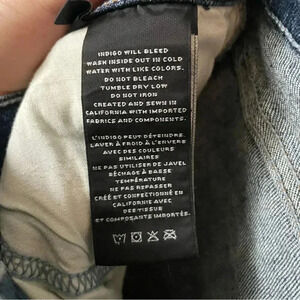 INDIGO WILL BLEED
WASH INSIDE OUT IN COLD
WATER WITH LIKE COLORS.
DO NOT BLEACH
TUMBLE DRY LOW
DO NOT IRON
CREATED AND SEWN IN
CALIFORNIA WITH IMPORTED
FABRICS AND COMPONENTS.
L'INDIGO PEUT DÉTEINDRE.
LAVER À FROID À L'ENVERS
AVEC DES COULEURS
SIMILAIRES
NE PAS UTILISER DE JAVEL
SÉCHAGE À BASSE
TEMPÉRATURE
NE PAS REPASSER
CRÉÉ ET CONFECTIONNÉ EN
CALIFORNIE AVEC
DES TISSUS
ET COMPOSANTS IMPORTÉS.